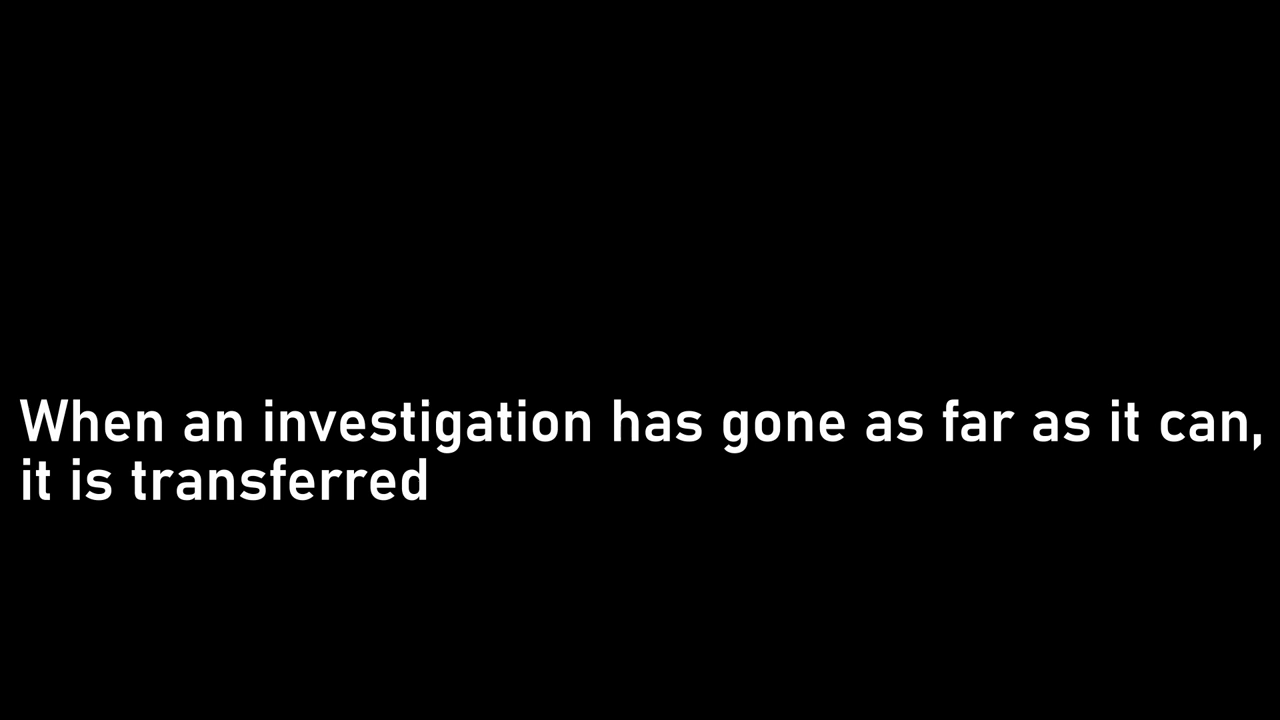 When an investigation has gone as far as it can,
it is transferred